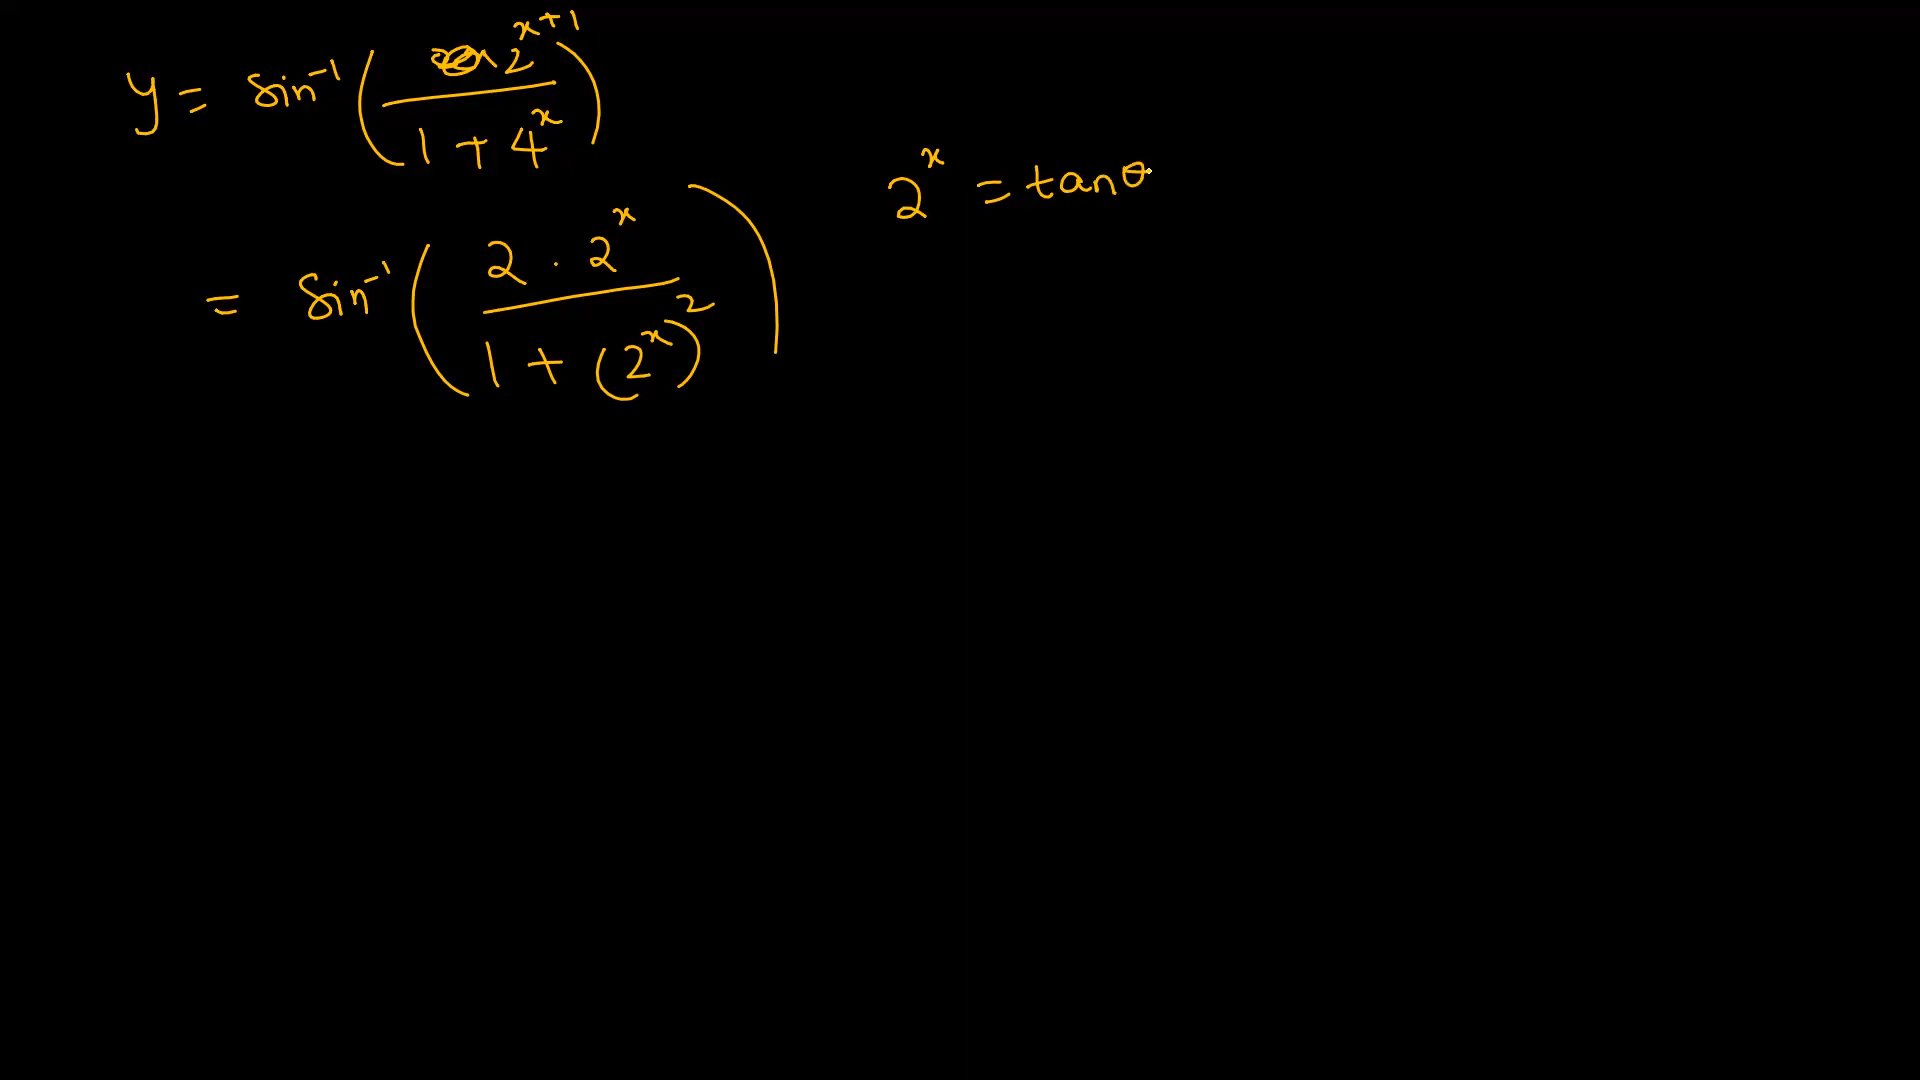 y = sin⁻¹(2^(x+1) / (1 + 4^x))
2^x = tanθ
= sin⁻¹(2 · 2^x / (1 + (2^x)²))